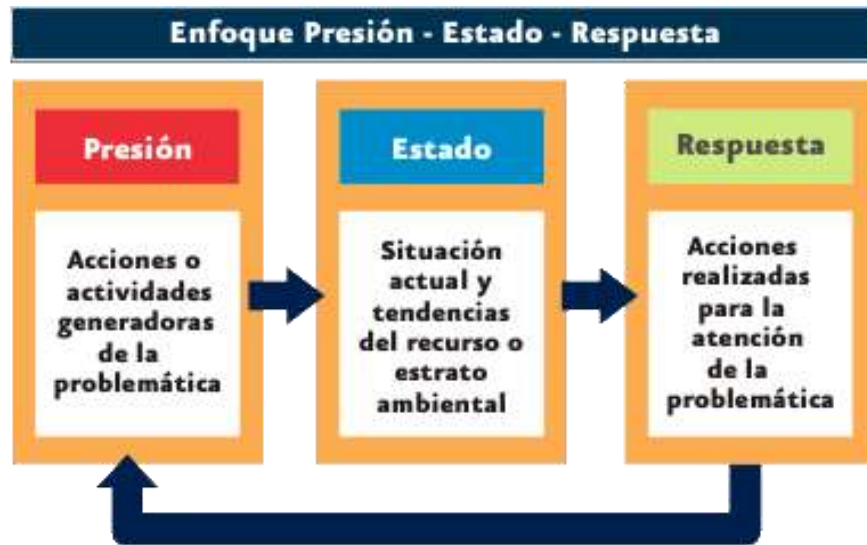 Enfoque Presión - Estado - Respuesta
Presión
Acciones o
actividades
generadoras
de la
problemática
Estado
Situación
actual y
tendencias
del recurso o
estrato
ambiental
Respuesta
Acciones
realizadas
para la
atención
de la
problemática